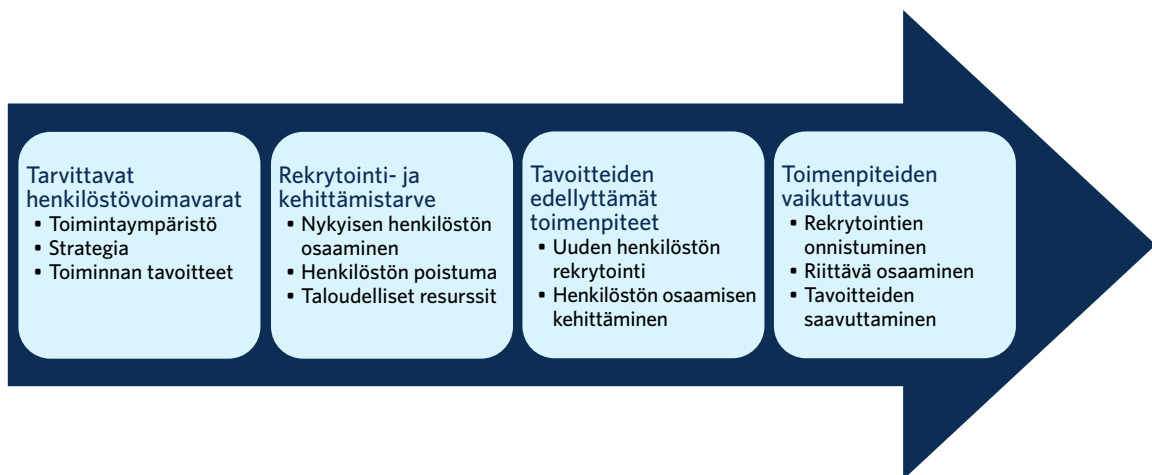 Tarvittavat
henkilöstövoimavarat
▪ Toimintaympäristö
▪ Strategia
▪ Toiminnan tavoitteet
Rekrytointi- ja
kehittämistarve
▪ Nykyisen henkilöstön
osaaminen
▪ Henkilöstön poistuma
▪ Taloudelliset resurssit
Tavoitteiden
edellyttämät
toimenpiteet
▪ Uuden henkilöstön
rekrytointi
▪ Henkilöstön osaamisen
kehittäminen
Toimenpiteiden
vaikuttavuus
▪ Rekrytointien
onnistuminen
▪ Riittävä osaaminen
▪ Tavoitteiden
saavuttaminen